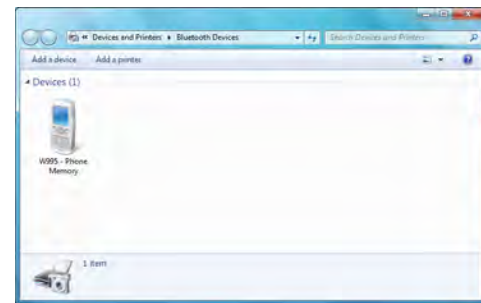 Devices and Printers Bluetooth Devices
Search Devices and Printers
Add a device Add a printer
Devices (1)
W995 - Phone
Memory
1 item